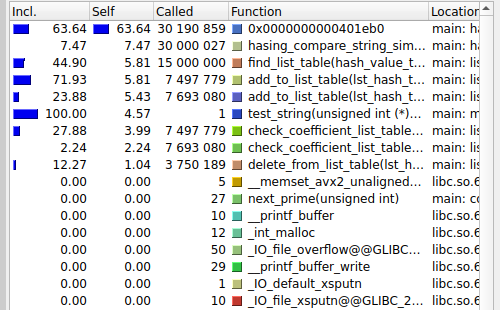 Incl. Self Called Function Location
63.64 63.64 30 190 859 0x0000000000401eb0 main: ha
7.47 7.47 30 000 027 hasing_compare_string_sim... main: ha
44.90 5.81 15 000 000 find_list_table(hash_value_t... main: lis
71.93 5.81 7 497 779 add_to_list_table(lst_hash_t... main: lis
23.88 5.43 7 693 080 add_to_list_table(lst_hash_t... main: lis
100.00 4.57 1 test_string(unsigned int (*)... main: m
27.88 3.99 7 497 779 check_coefficient_list_table... main: lis
2.24 2.24 7 693 080 check_coefficient_list_table... main: lis
12.27 1.04 3 750 189 delete_from_list_table(lst_h... main: lis
0.00 0.00 5 __memset_avx2_unaligned... libc.so.6
0.00 0.00 27 next_prime(unsigned int) main: co
0.00 0.00 10 __printf_buffer libc.so.6
0.00 0.00 12 _int_malloc libc.so.6
0.00 0.00 50 _IO_file_overflow@@GLIBC... libc.so.6
0.00 0.00 29 __printf_buffer_write libc.so.6
0.00 0.00 1 _IO_default_xsputn libc.so.6
0.00 0.00 10 _IO_file_xsputn@@GLIBC_2... libc.so.6